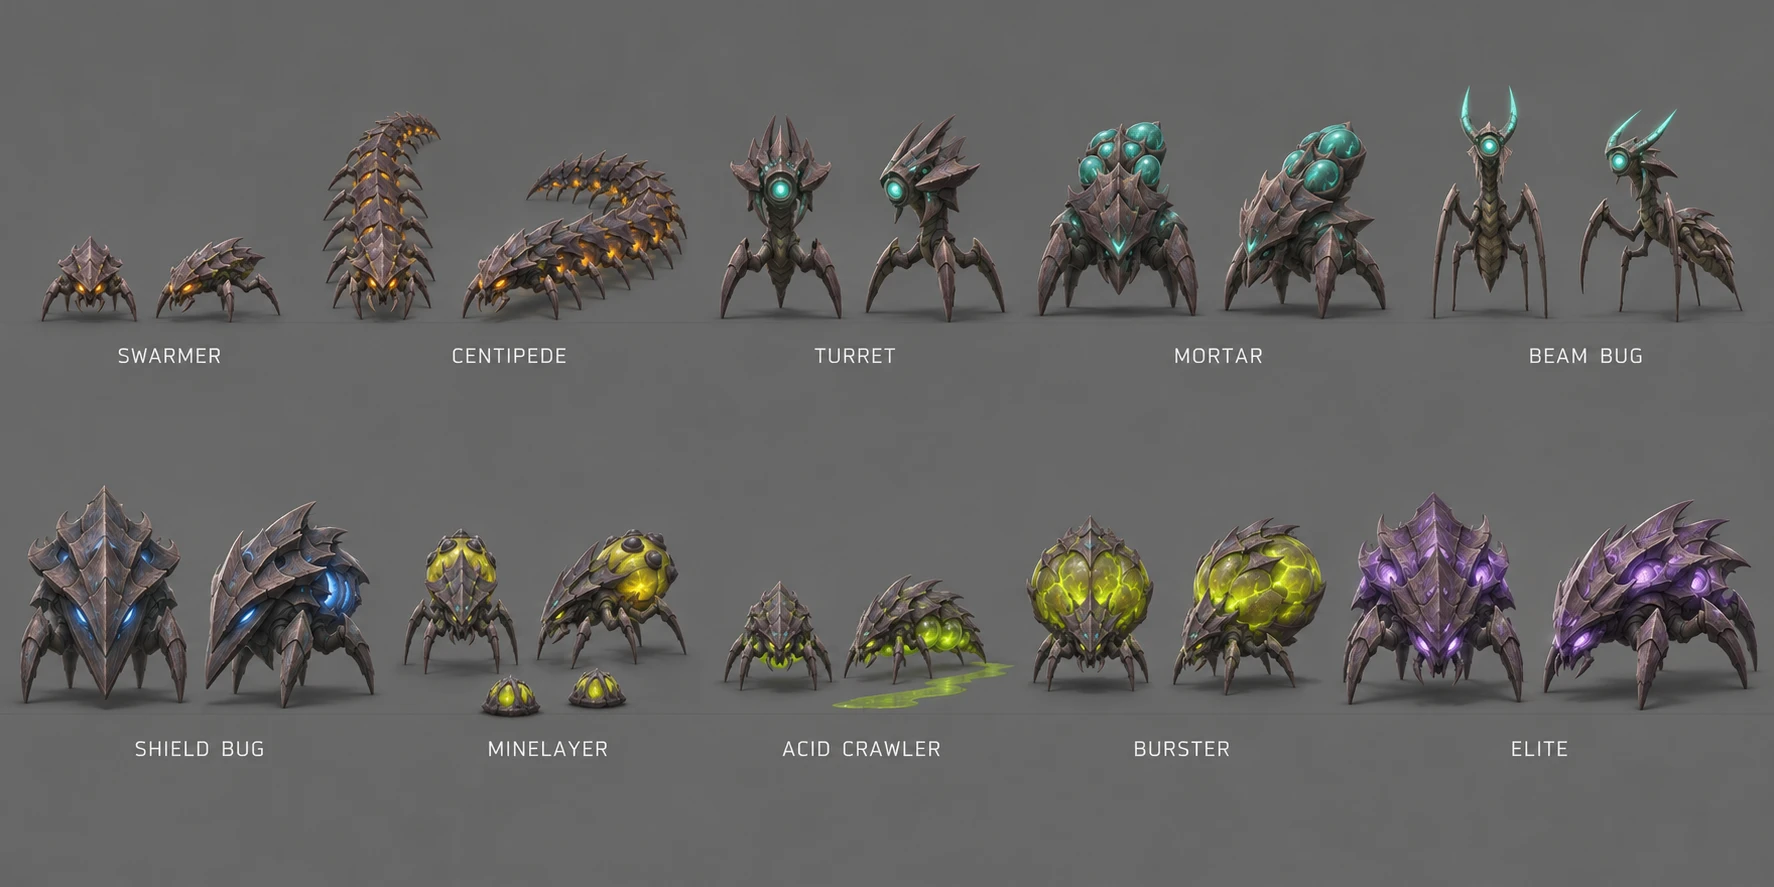 SWARMER
CENTIPEDE
TURRET
MORTAR
BEAM BUG
SHIELD BUG
MINELAYER
ACID CRAWLER
BURSTER
ELITE